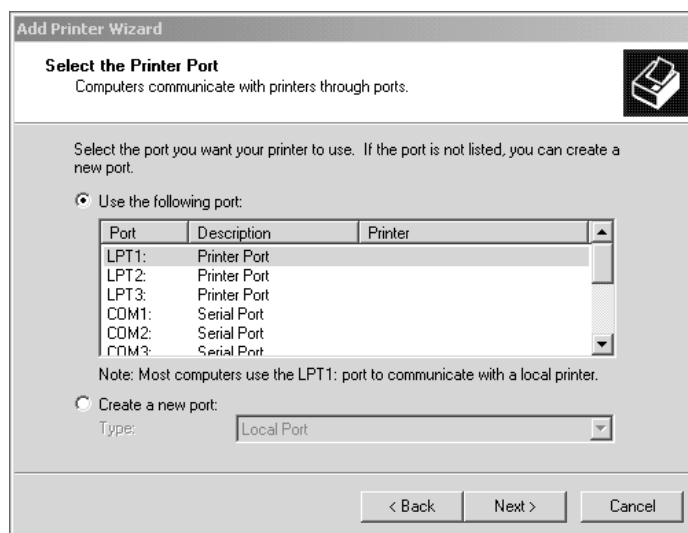 Add Printer Wizard
Select the Printer Port
Computers communicate with printers through ports.
Select the port you want your printer to use. If the port is not listed, you can create a
new port.
Use the following port:
Port Description Printer
LPT1: Printer Port
LPT2: Printer Port
LPT3: Printer Port
COM1: Serial Port
COM2: Serial Port
COM3: Serial Port
Note: Most computers use the LPT1: port to communicate with a local printer.
Create a new port:
Type: Local Port
< Back Next > Cancel